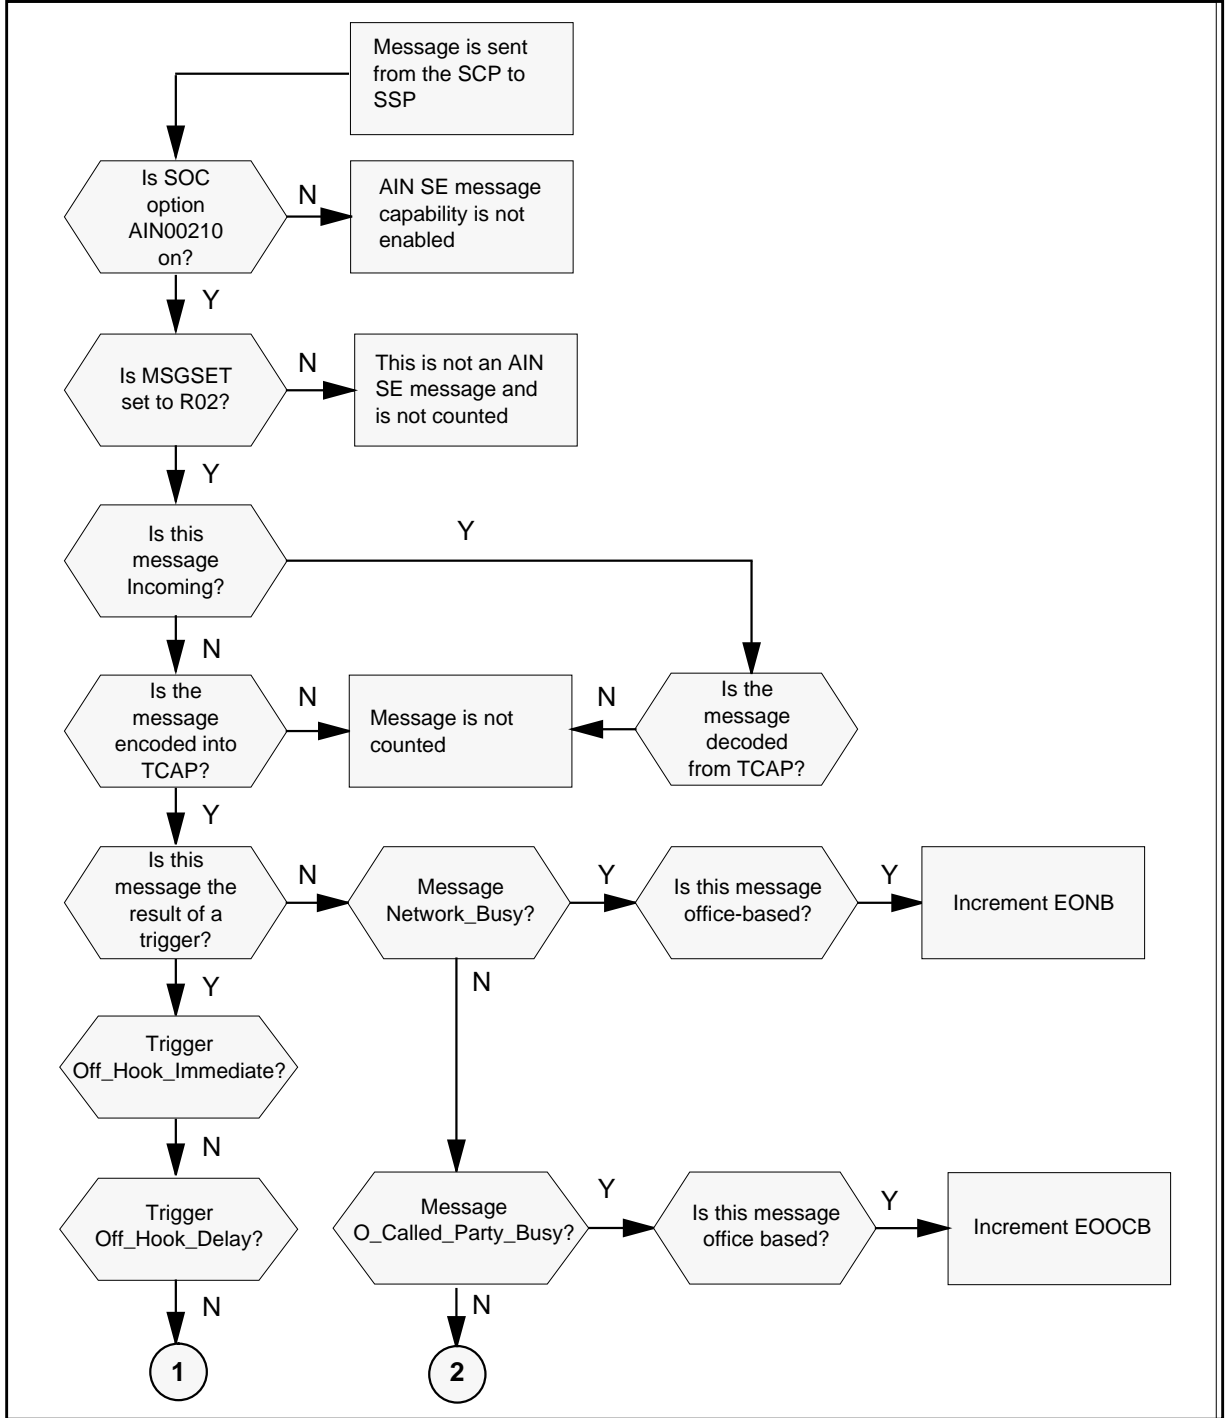 Message is sent
from the SCP to
SSP
Is SOC
option
AIN00210
on?
N
AIN SE message
capability is not
enabled
Y
Is MSGSET
set to R02?
N
This is not an AIN
SE message and
is not counted
Y
Is this
message
Incoming?
Y
N
Is the
message
encoded into
TCAP?
N
Message is not
counted
N
Is the
message
decoded
from TCAP?
Y
Is this
message the
result of a
trigger?
N
Message
Network_Busy?
Y
Is this message
office-based?
Y
Increment EONB
Y
N
Trigger
Off_Hook_Immediate?
N
Trigger
Off_Hook_Delay?
Message
O_Called_Party_Busy?
Y
Is this message
office based?
Y
Increment EOOCB
N
N
1
2